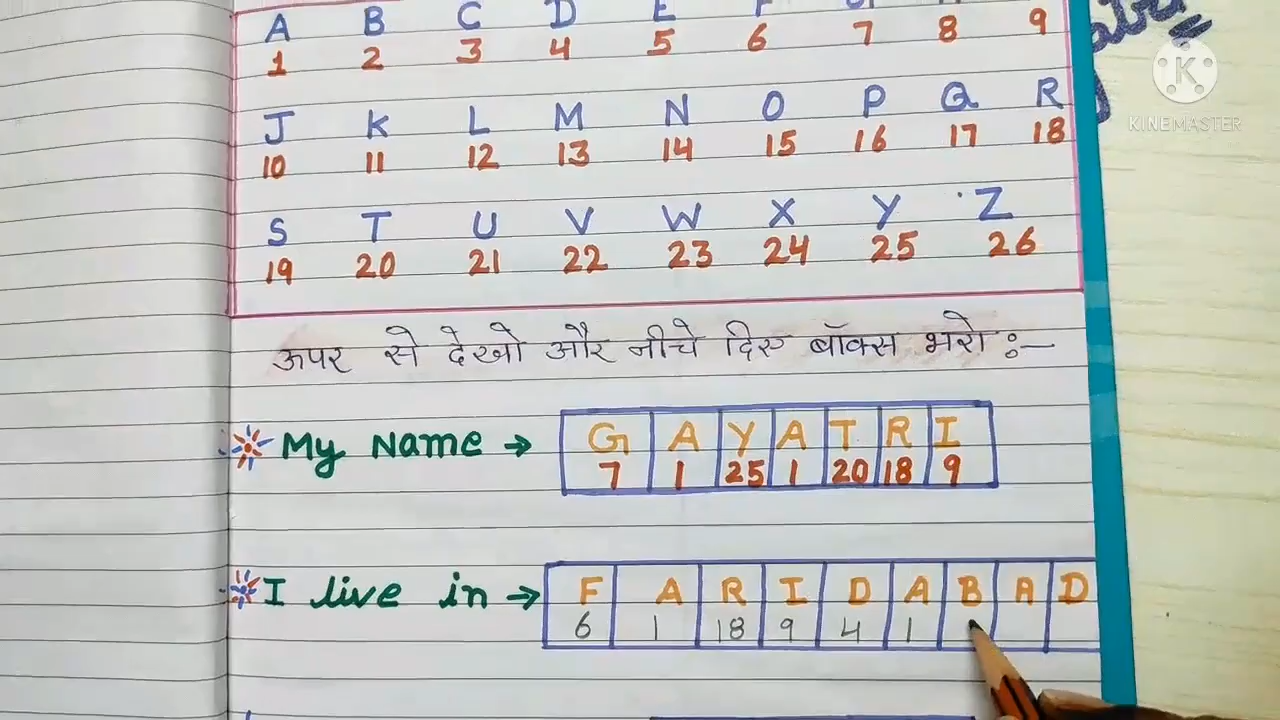 A B C D E F
1 2 3 4 5 6 7 8 9
J K L M N O P Q R
10 11 12 13 14 15 16 17 18
S T U V W X Y Z
19 20 21 22 23 24 25 26
ऊपर से देखो और नीचे दिए बॉक्स भरो :-
My Name → G A Y A T R I
7 1 25 1 20 18 9
I live in → F A R I D A B A D
6 1 18 9 4 1
KINEMASTER